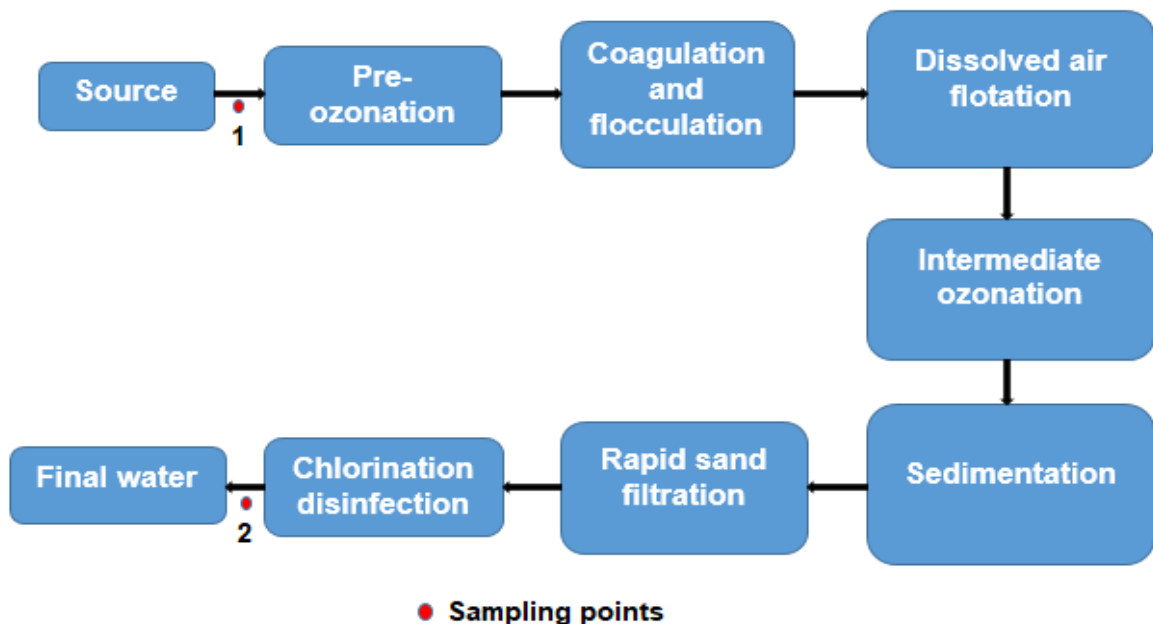 Source
1
Pre-
ozonation
Coagulation
and
flocculation
Dissolved air
flotation
Intermediate
ozonation
Sedimentation
Rapid sand
filtration
Chlorination
disinfection
2
Final water
Sampling points